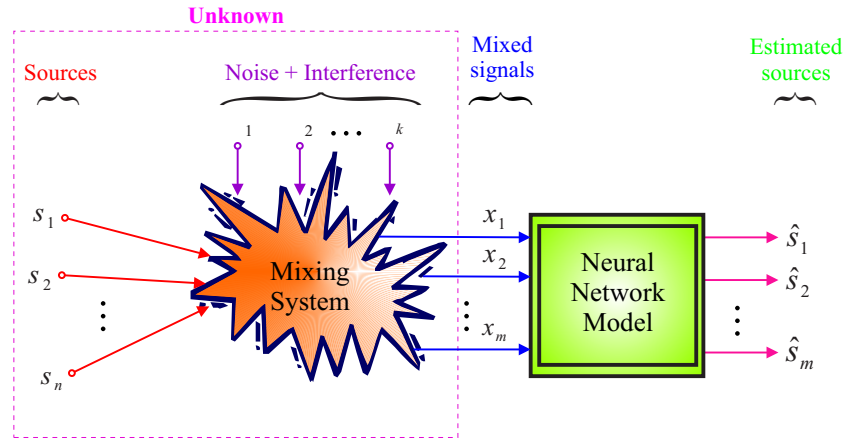 Unknown
Sources
Noise + Interference
Mixed
signals
Estimated
sources
1 2 ••• k
s₁
s₂
⋮
sₙ
Mixing
System
x₁
x₂
⋮
xₘ
Neural
Network
Model
ŝ₁
ŝ₂
⋮
ŝₘ